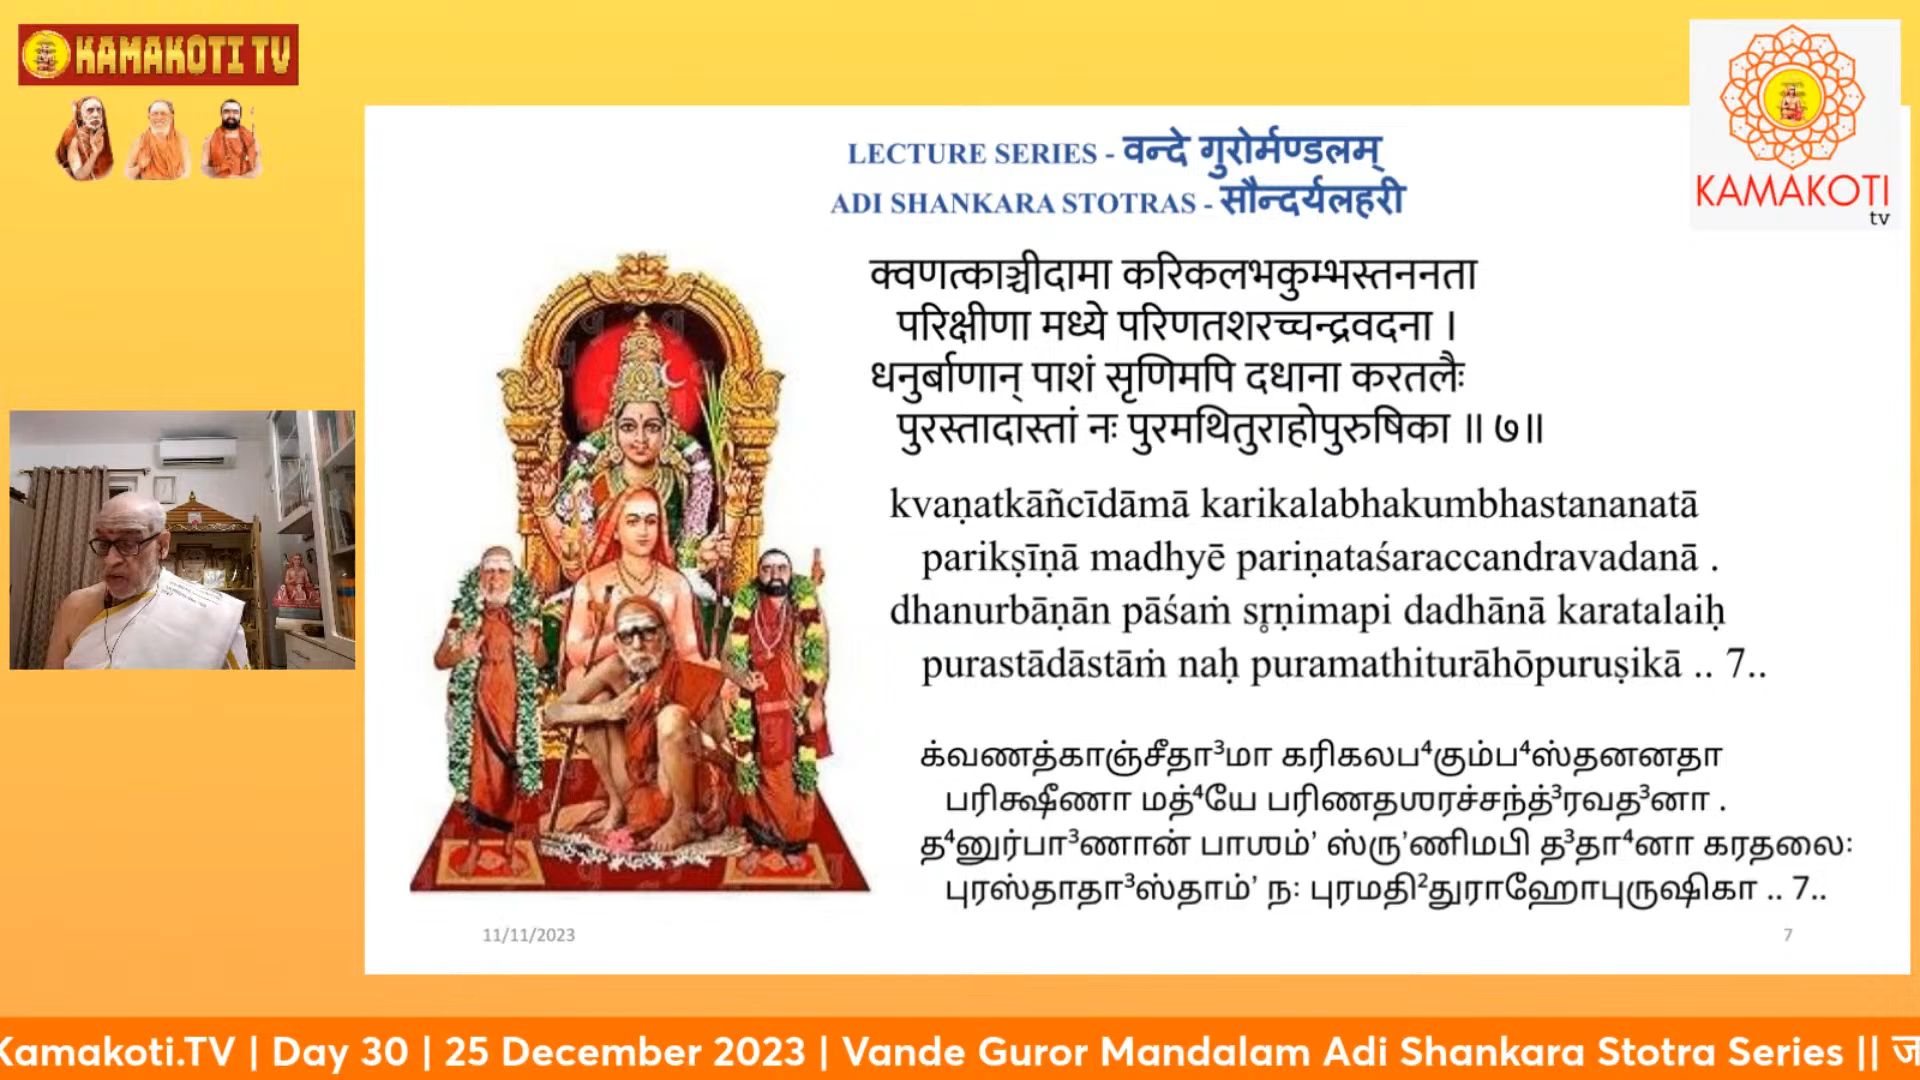 KAMAKOTI TV
KAMAKOTI
tv
LECTURE SERIES - वन्दे गुरोर्मण्डलम्
ADI SHANKARA STOTRAS - सौन्दर्यलहरी
क्वणत्काञ्चीदामा करिकलभकुम्भस्तननता
परिक्षीणा मध्ये परिणतशरच्चन्द्रवदना ।
धनुर्बाणान् पाशं सृणिमपि दधाना करतलैः
पुरस्तादास्तां नः पुरमथितुराहोपुरुषिका ॥ ७॥
kvaṇatkāñcīdāmā karikalabhakumbhastananatā
parikṣīṇā madhyē pariṇataśaraccandravadanā .
dhanurbāṇān pāśaṁ sr̥ṇimapi dadhānā karatalaiḥ
purastādāstāṁ naḥ puramathiturāhōpuruṣikā .. 7..
க்வணத்காஞ்சீதா³மா கரிகலப⁴கும்ப⁴ஸ்தனனதா
பரிக்ஷீணா மத்⁴யே பரிணதஶரச்சந்த்³ரவத³னா .
த⁴னுர்பா³ணான் பாஶம்ʼ ஸ்ருʼணிமபி த³தா⁴னா கரதலை꞉
புரஸ்தாதா³ஸ்தாம்ʼ ந꞉ புரமதி²துராஹோபுருஷிகா .. 7..
11/11/2023
7
Kamakoti.TV | Day 30 | 25 December 2023 | Vande Guror Mandalam Adi Shankara Stotra Series || ज